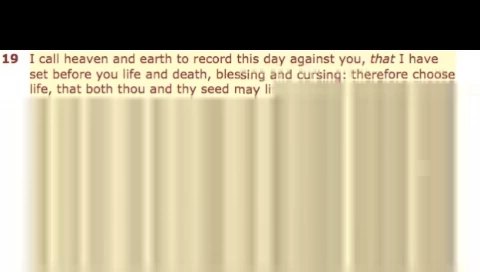 19 I call heaven and earth to record this day against you, that I have
set before you life and death, blessing and cursing: therefore choose
life, that both thou and thy seed may li